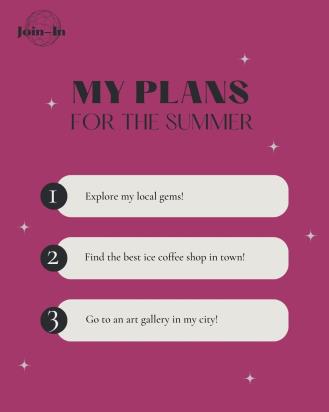 Join-In
MY PLANS
FOR THE SUMMER
1
Explore my local gems!
2
Find the best ice coffee shop in town!
3
Go to an art gallery in my city!